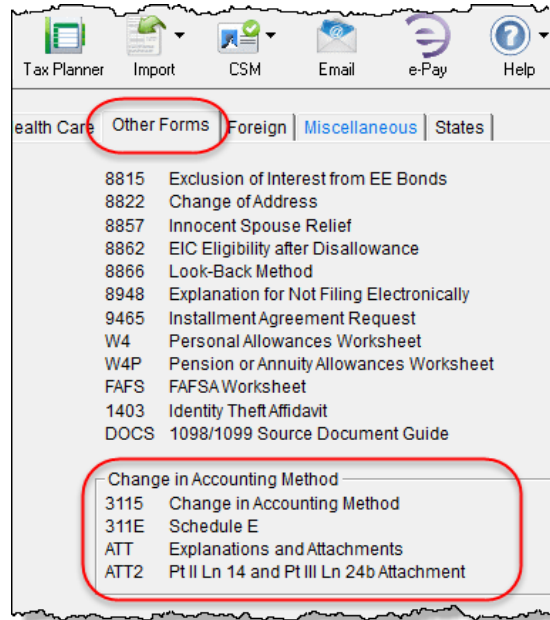 Tax Planner Import CSM Email e-Pay Help
ealth Care Other Forms Foreign Miscellaneous States
8815 Exclusion of Interest from EE Bonds
8822 Change of Address
8857 Innocent Spouse Relief
8862 EIC Eligibility after Disallowance
8866 Look-Back Method
8948 Explanation for Not Filing Electronically
9465 Installment Agreement Request
W4 Personal Allowances Worksheet
W4P Pension or Annuity Allowances Worksheet
FAFS FAFSA Worksheet
1403 Identity Theft Affidavit
DOCS 1098/1099 Source Document Guide
Change in Accounting Method
3115 Change in Accounting Method
311E Schedule E
ATT Explanations and Attachments
ATT2 Pt II Ln 14 and Pt III Ln 24b Attachment